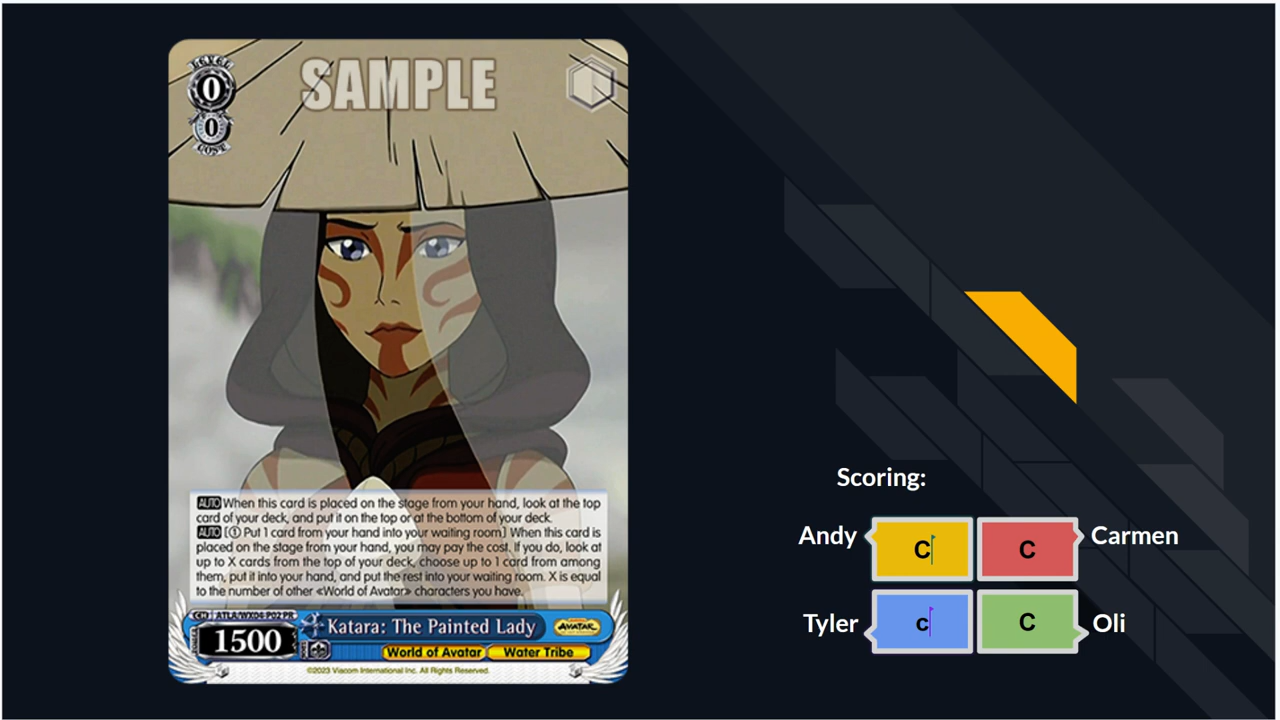 LEVEL
0
0
COST
SAMPLE
AUTO When this card is placed on the stage from your hand, look at the top
card of your deck, and put it on the top or at the bottom of your deck.
AUTO [① Put 1 card from your hand into your waiting room] When this card is
placed on the stage from your hand, you may pay the cost. If you do, look at
up to X cards from the top of your deck, choose up to 1 card from among
them, put it into your hand, and put the rest into your waiting room. X is equal
to the number of other «World of Avatar» characters you have.
ATLA/WX04-P02 PR
1500
Katara: The Painted Lady
AVATAR
World of Avatar Water Tribe
©2023 Viacom International Inc. All Rights Reserved.
Scoring:
Andy C C Carmen
Tyler c C Oli